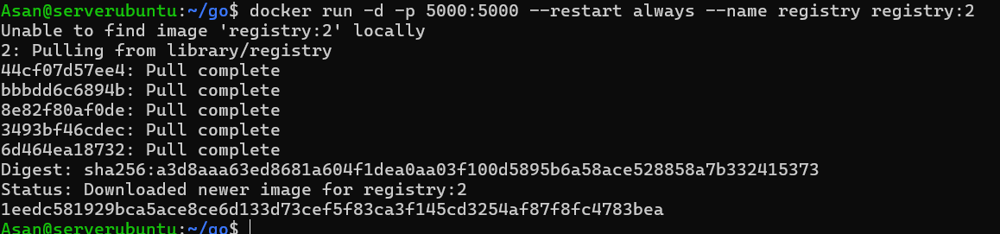 Asan@serverubuntu:~/go$ docker run -d -p 5000:5000 --restart always --name registry registry:2
Unable to find image 'registry:2' locally
2: Pulling from library/registry
44cf07d57ee4: Pull complete
bbbdd6c6894b: Pull complete
8e82f80af0de: Pull complete
3493bf46cdec: Pull complete
6d464ea18732: Pull complete
Digest: sha256:a3d8aaa63ed8681a604f1dea0aa03f100d5895b6a58ace528858a7b332415373
Status: Downloaded newer image for registry:2
1eedc581929bca5ace8ce6d133d73cef5f83ca3f145cd3254af87f8fc4783bea
Asan@serverubuntu:~/go$